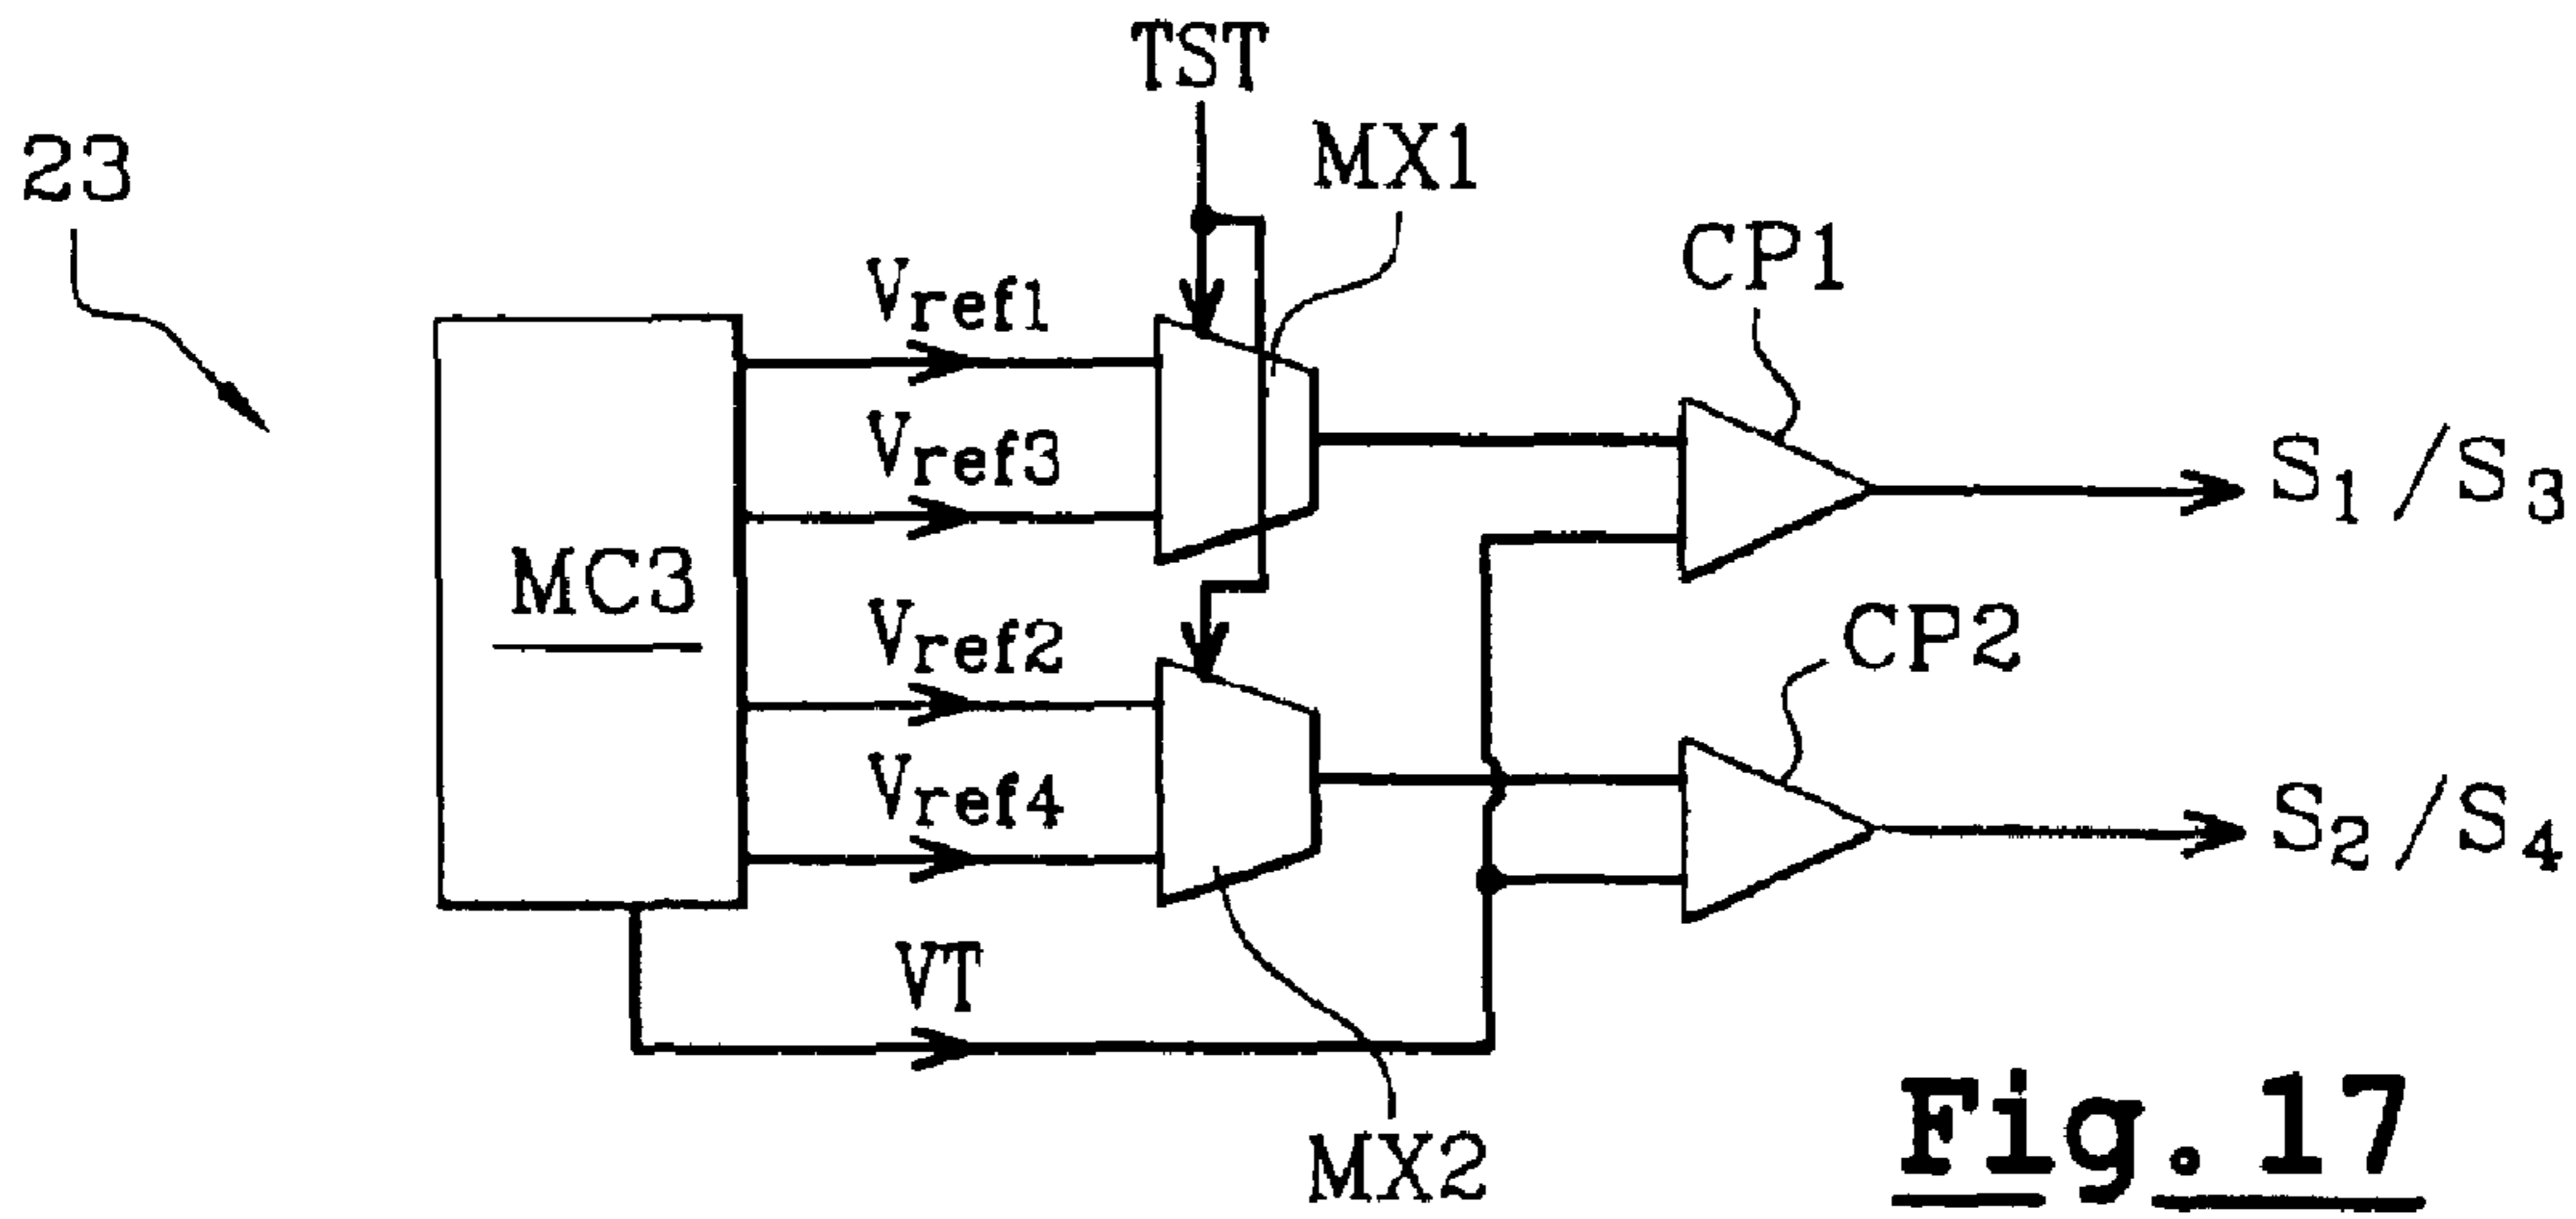 TST
23
MX1
CP1
Vref1
Vref3
S1/S3
MC3
Vref2
CP2
Vref4
S2/S4
VT
MX2
Fig. 17